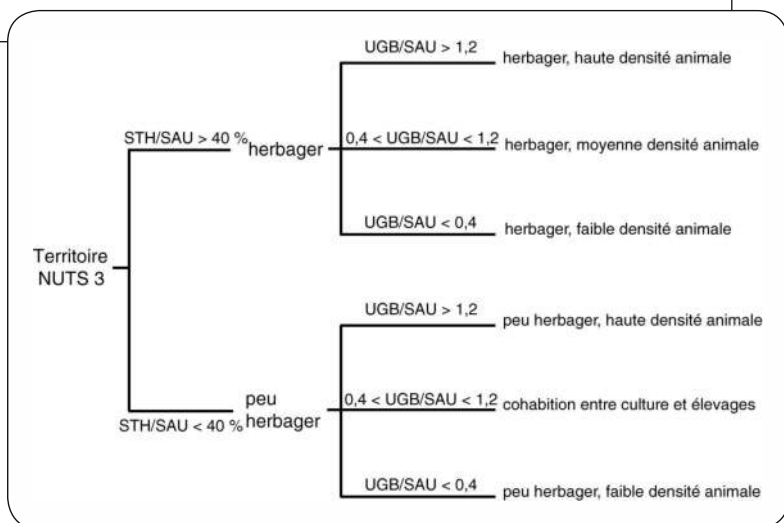 UGB/SAU > 1,2
herbager, haute densité animale
STH/SAU > 40 %
herbager
0,4 < UGB/SAU < 1,2
herbager, moyenne densité animale
UGB/SAU < 0,4
herbager, faible densité animale
Territoire
NUTS 3
UGB/SAU > 1,2
peu herbager, haute densité animale
peu
herbager
STH/SAU < 40 %
0,4 < UGB/SAU < 1,2
cohabition entre culture et élevages
UGB/SAU < 0,4
peu herbager, faible densité animale